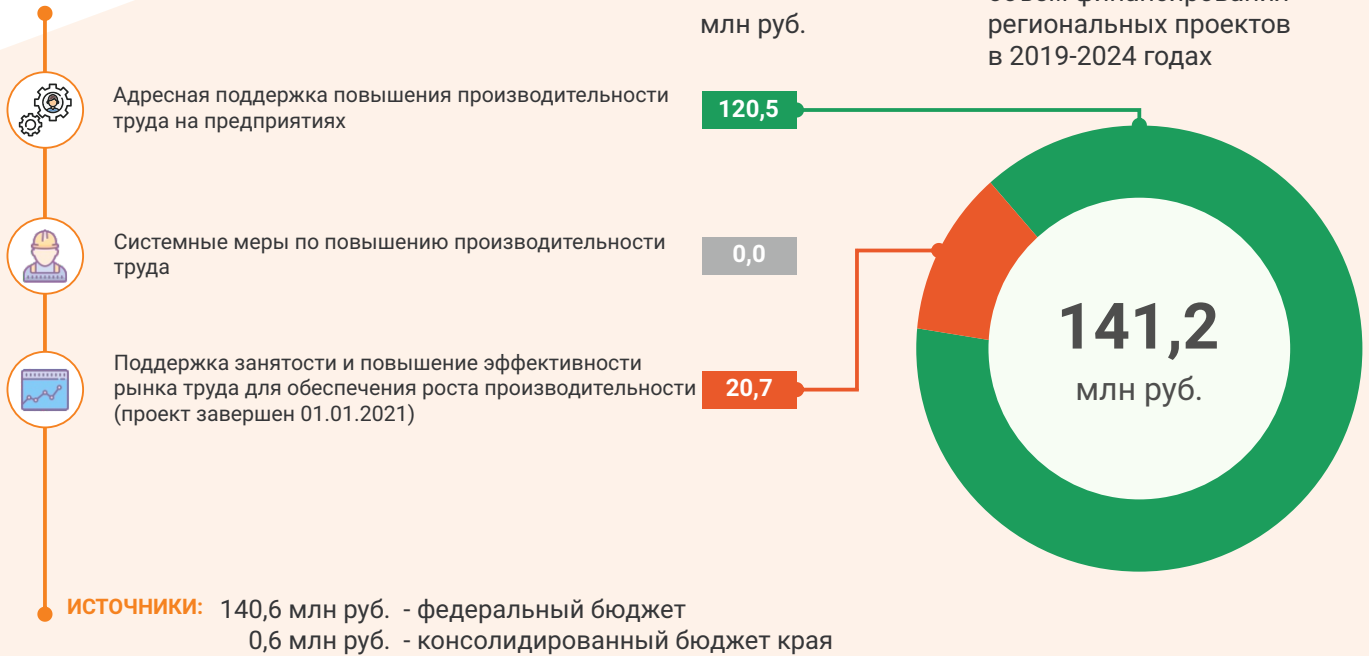 млн руб.
региональных проектов
в 2019-2024 годах
Адресная поддержка повышения производительности
труда на предприятиях
120,5
Системные меры по повышению производительности
труда
0,0
Поддержка занятости и повышение эффективности
рынка труда для обеспечения роста производительности
(проект завершен 01.01.2021)
20,7
141,2
млн руб.
ИСТОЧНИКИ: 140,6 млн руб. - федеральный бюджет
0,6 млн руб. - консолидированный бюджет края